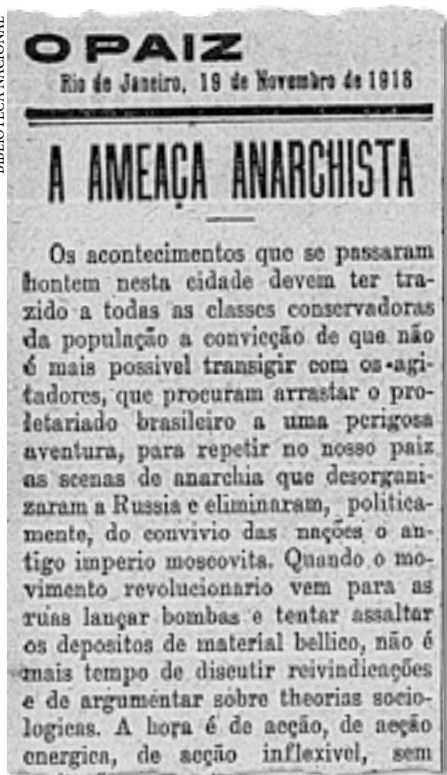 BIBLIOTECA NACIONAL
O PAIZ
Rio de Janeiro, 19 de Novembro de 1918
A AMEAÇA ANARCHISTA
Os acontecimentos que se passaram
hontem nesta cidade devem ter tra-
zido a todas as classes conservadoras
da população a convicção de que não
é mais possivel transigir com os agi-
tadores, que procuram arrastar o pro-
letariado brasileiro a uma perigosa
aventura, para repetir no nosso paiz
as scenas de anarchia que desorgani-
zaram a Russia e eliminaram, politica-
mente, do convivio das nações o an-
tigo imperio moscovita. Quando o mo-
vimento revolucionario vem para as
ruas lançar bombas e tentar assaltar
os depositos de material bellico, não é
mais tempo de discutir reivindicações
e de argumentar sobre theorias socio-
logicas. A hora é de acção, de acção
energica, de acção inflexivel, sem